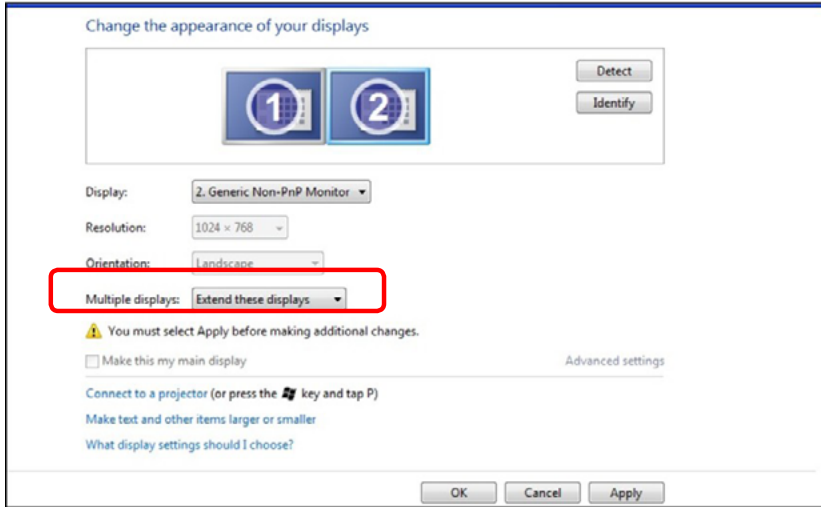 Change the appearance of your displays
1
2
Detect
Identify
Display:
2. Generic Non-PnP Monitor
Resolution:
1024 × 768
Orientation:
Landscape
Multiple displays:
Extend these displays
You must select Apply before making additional changes.
Make this my main display
Advanced settings
Connect to a projector (or press the key and tap P)
Make text and other items larger or smaller
What display settings should I choose?
OK
Cancel
Apply